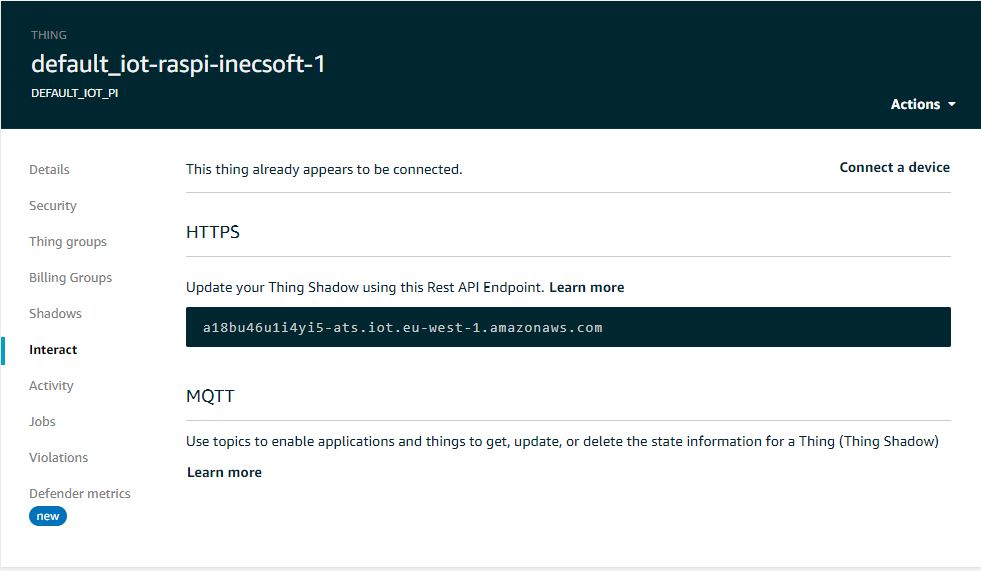 THING
default_iot-raspi-inecsoft-1
DEFAULT_IOT_PI
Actions
Details
Security
Thing groups
Billing Groups
Shadows
Interact
Activity
Jobs
Violations
Defender metrics
new
This thing already appears to be connected.
Connect a device
HTTPS
Update your Thing Shadow using this Rest API Endpoint. Learn more
a18bu46u1i4yi5-ats.iot.eu-west-1.amazonaws.com
MQTT
Use topics to enable applications and things to get, update, or delete the state information for a Thing (Thing Shadow)
Learn more